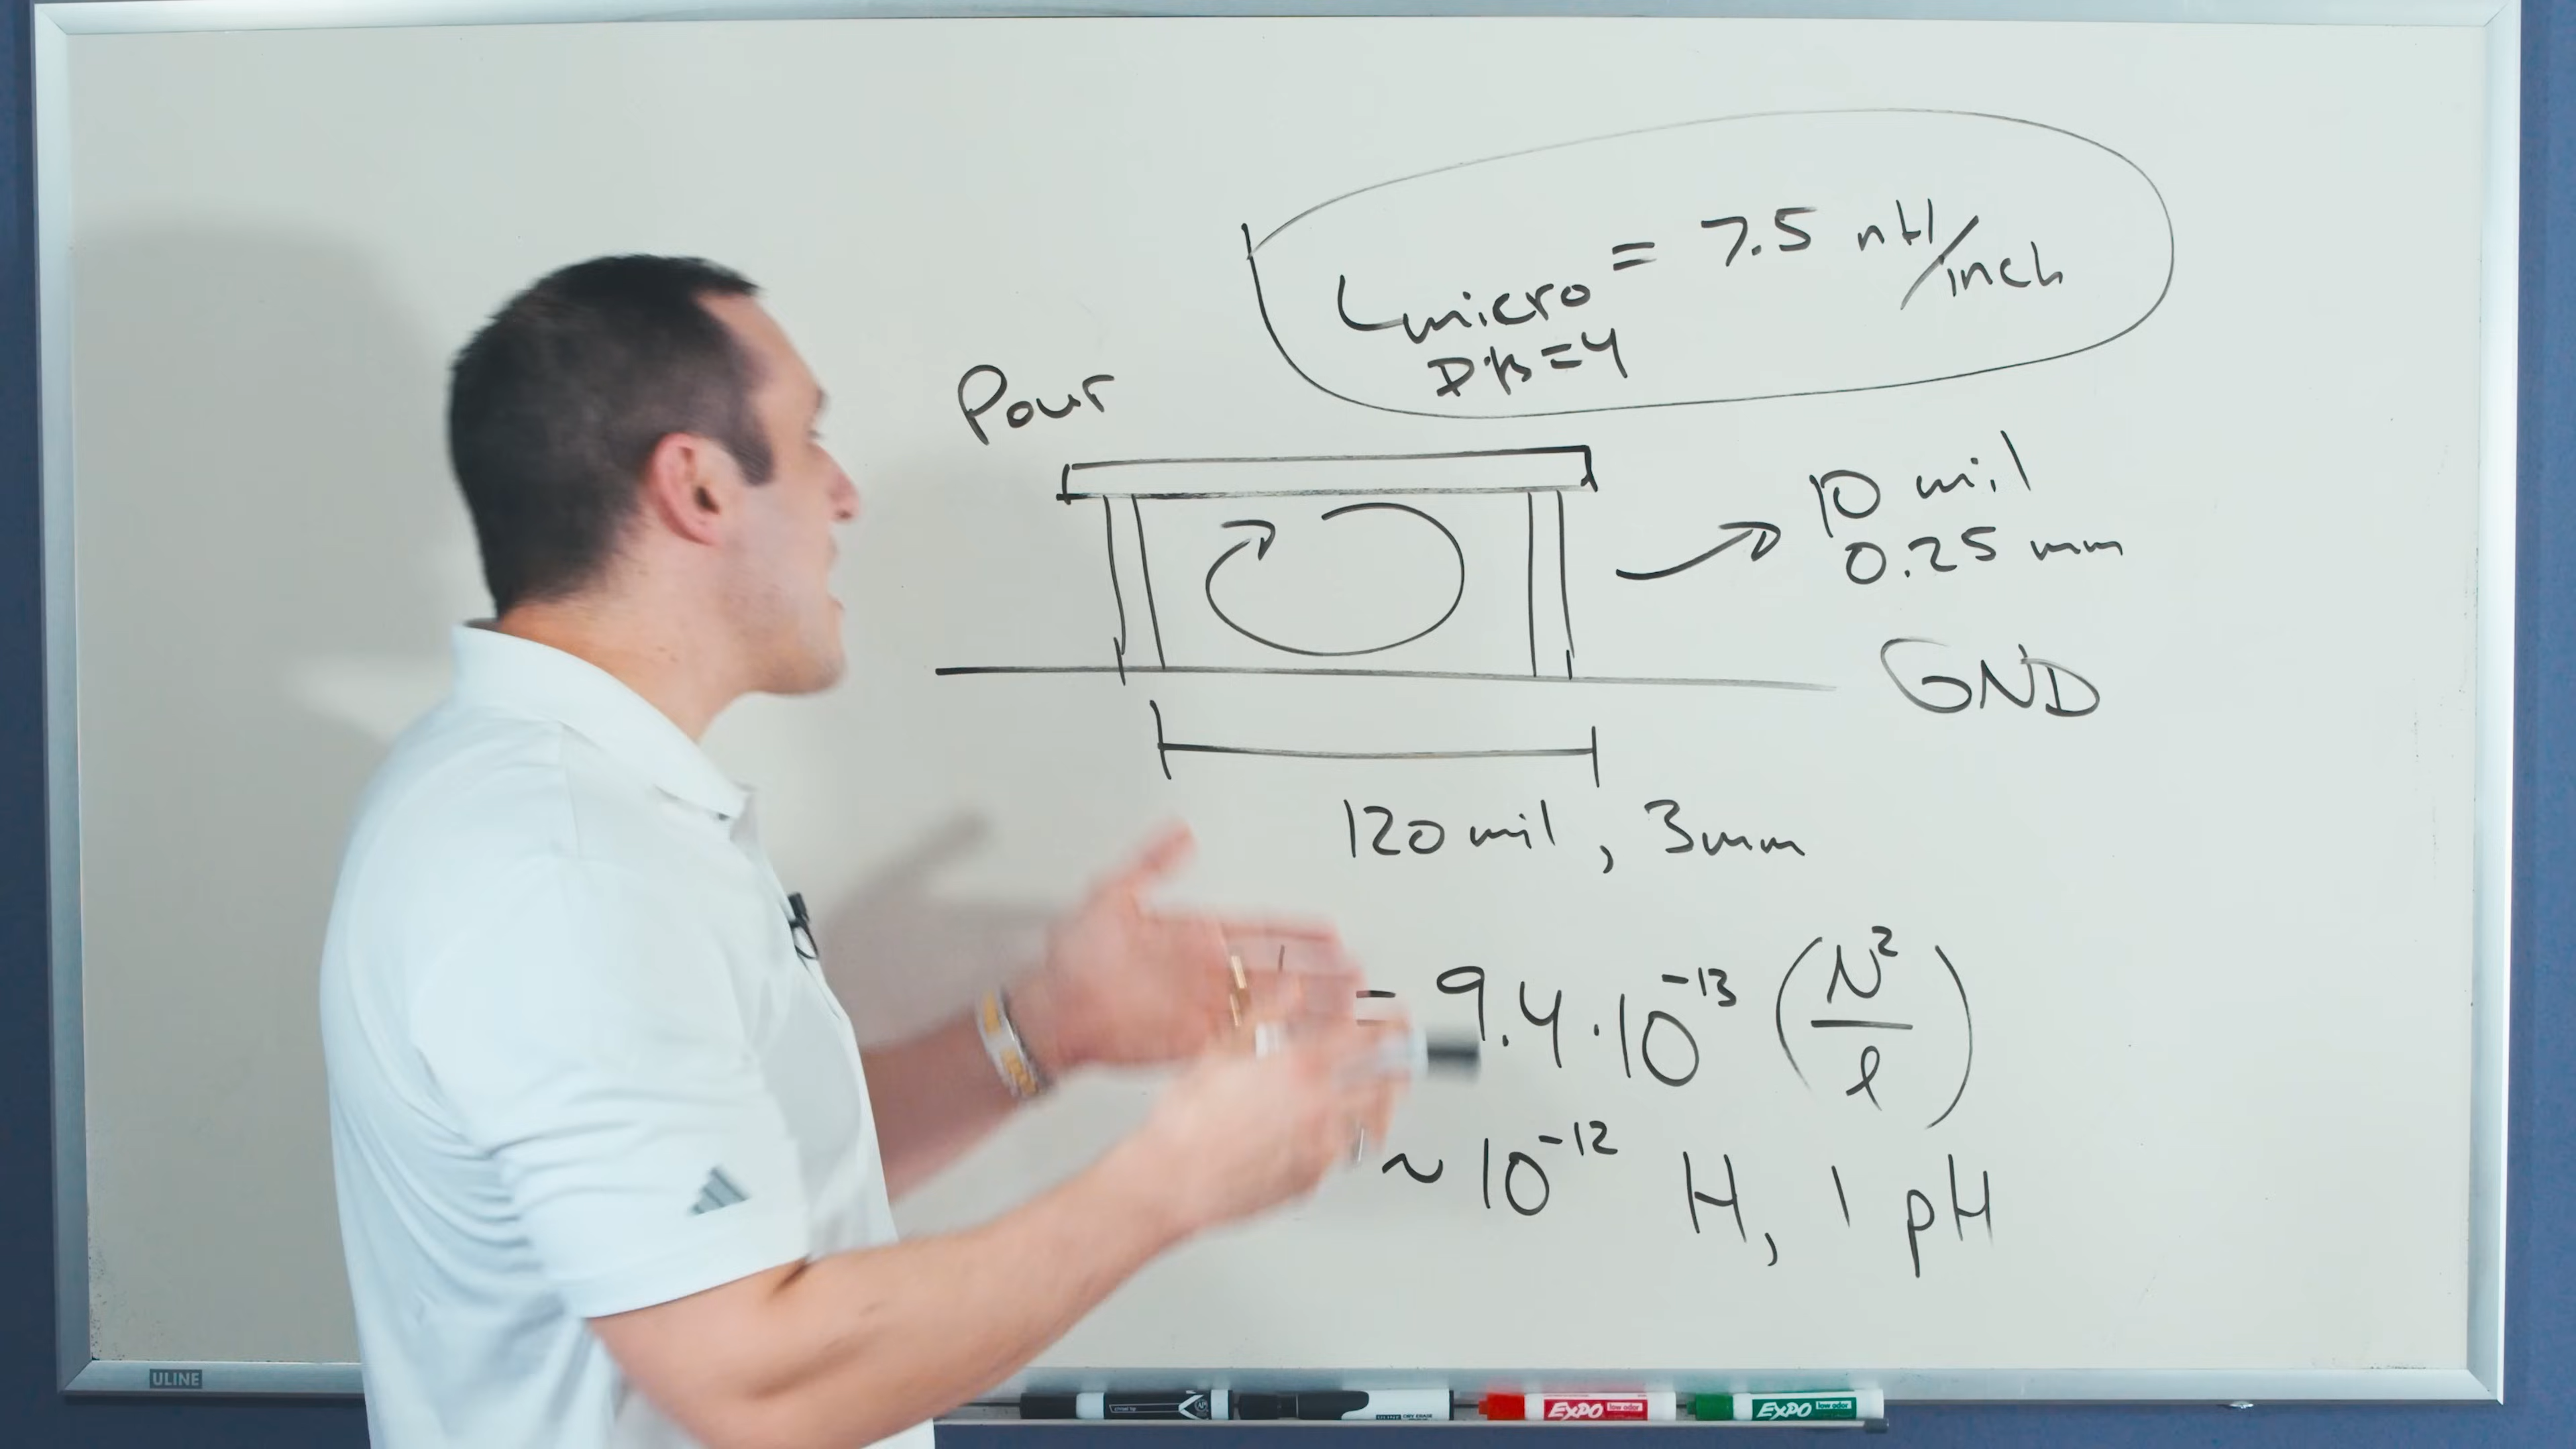 Lmicro = 7.5 nH/inch
Dk=4
Pour
10 mil
0.25 mm
GND
120 mil, 3mm
= 9.4·10⁻¹³ (N²/ℓ)
~10⁻¹² H, 1 pH
ULINE
EXPO
EXPO